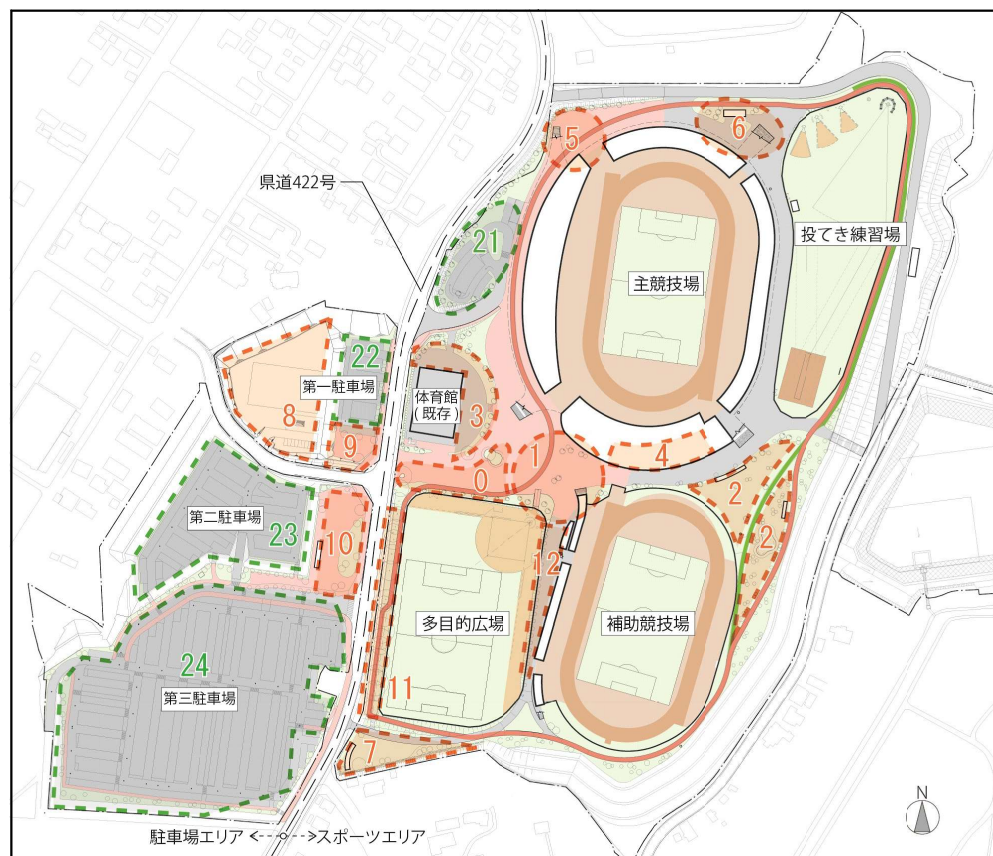 5
6
県道422号
21
投てき練習場
主競技場
22
第一駐車場
体育館
(既存)
8
3
9
1
4
0
2
第二駐車場
23
10
2
12
多目的広場
補助競技場
24
第三駐車場
11
7
N
駐車場エリア
スポーツエリア